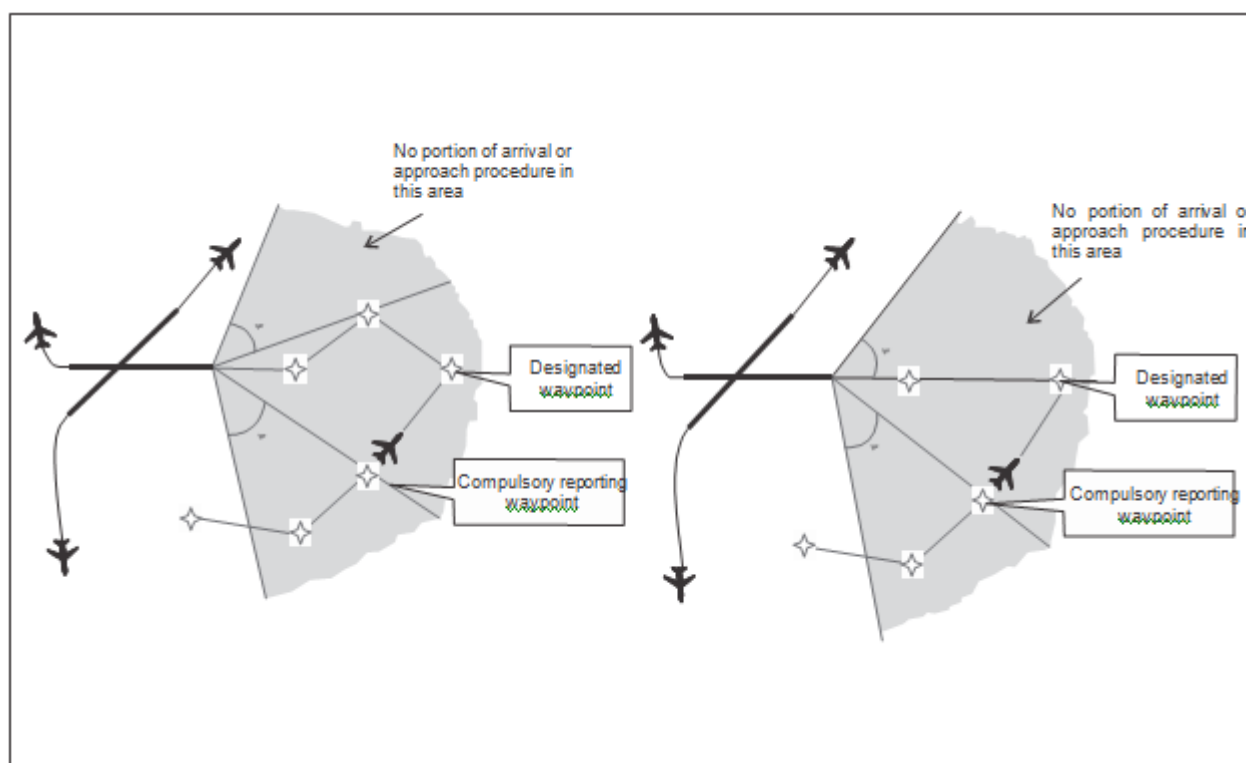 No portion of arrival or
approach procedure in
this area
Designated
waypoint
Compulsory reporting
waypoint
No portion of arrival o
approach procedure in
this area
Designated
waypoint
Compulsory reporting
waypoint